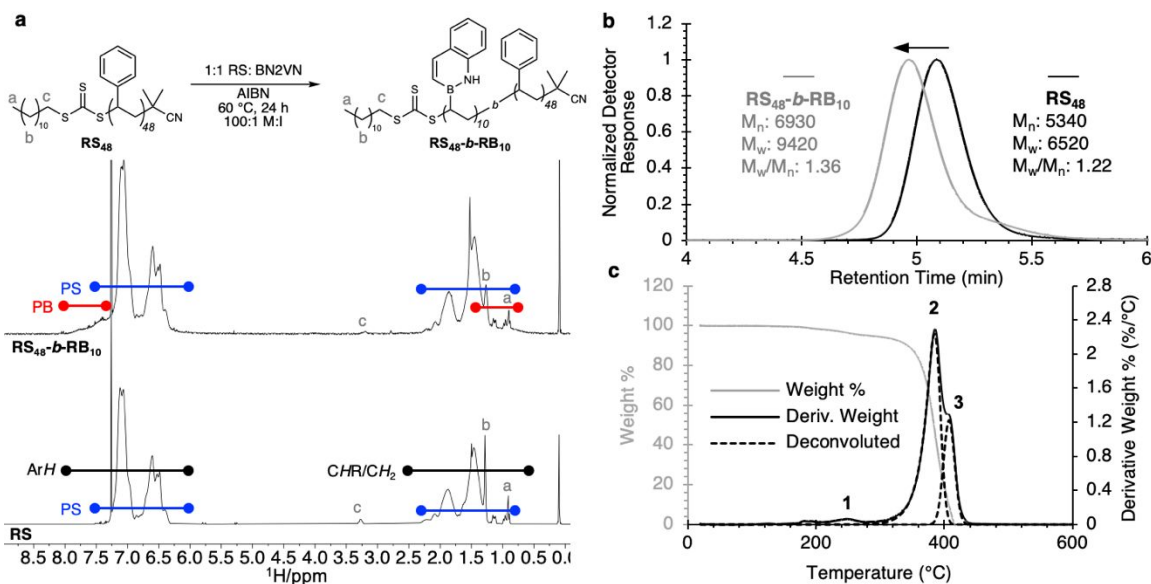 a
1:1 RS: BN2VN
AIBN
60 °C, 24 h
100:1 M:I
a
c
b
10
S
S
S
48
CN
RS48
B
NH
a
c
b
10
S
S
S
10
b
48
CN
RS48-b-RB10
PS
PB
c
b
a
RS48-b-RB10
ArH
CHR/CH2
PS
c
b
a
RS
8.5 8.0 7.5 7.0 6.5 6.0 5.5 5.0 4.5 4.0 3.5 3.0 2.5 2.0 1.5 1.0 0.5 0.
1H/ppm
b
Normalized Detector
Response
1.2
1
0.8
0.6
0.4
0.2
0
RS48-b-RB10
Mn: 6930
Mw: 9420
Mw/Mn: 1.36
RS48
Mn: 5340
Mw: 6520
Mw/Mn: 1.22
4 4.5 5 5.5 6
Retention Time (min)
c
Weight %
120
100
80
60
40
20
0
Weight %
Deriv. Weight
Deconvoluted
1
2
3
2.8
2.4
2
1.6
1.2
0.8
0.4
0
Derivative Weight % (%/°C)
0 200 400 600
Temperature (°C)